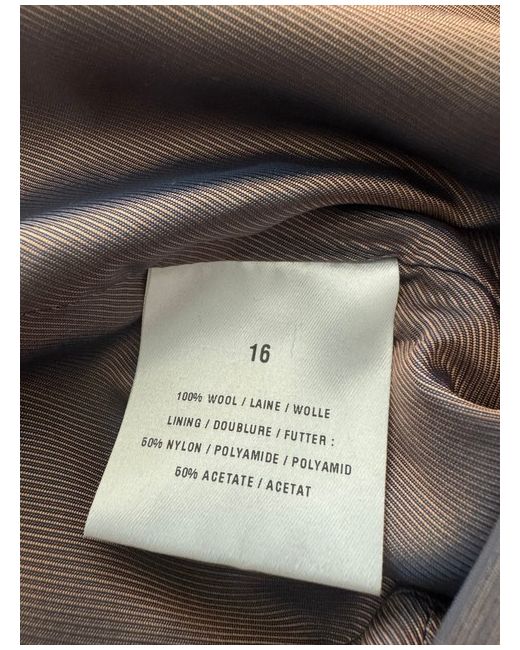 16
100% WOOL / LAINE / WOLLE
LINING / DOUBLURE / FUTTER :
50% NYLON / POLYAMIDE / POLYAMID
50% ACETATE / ACETAT